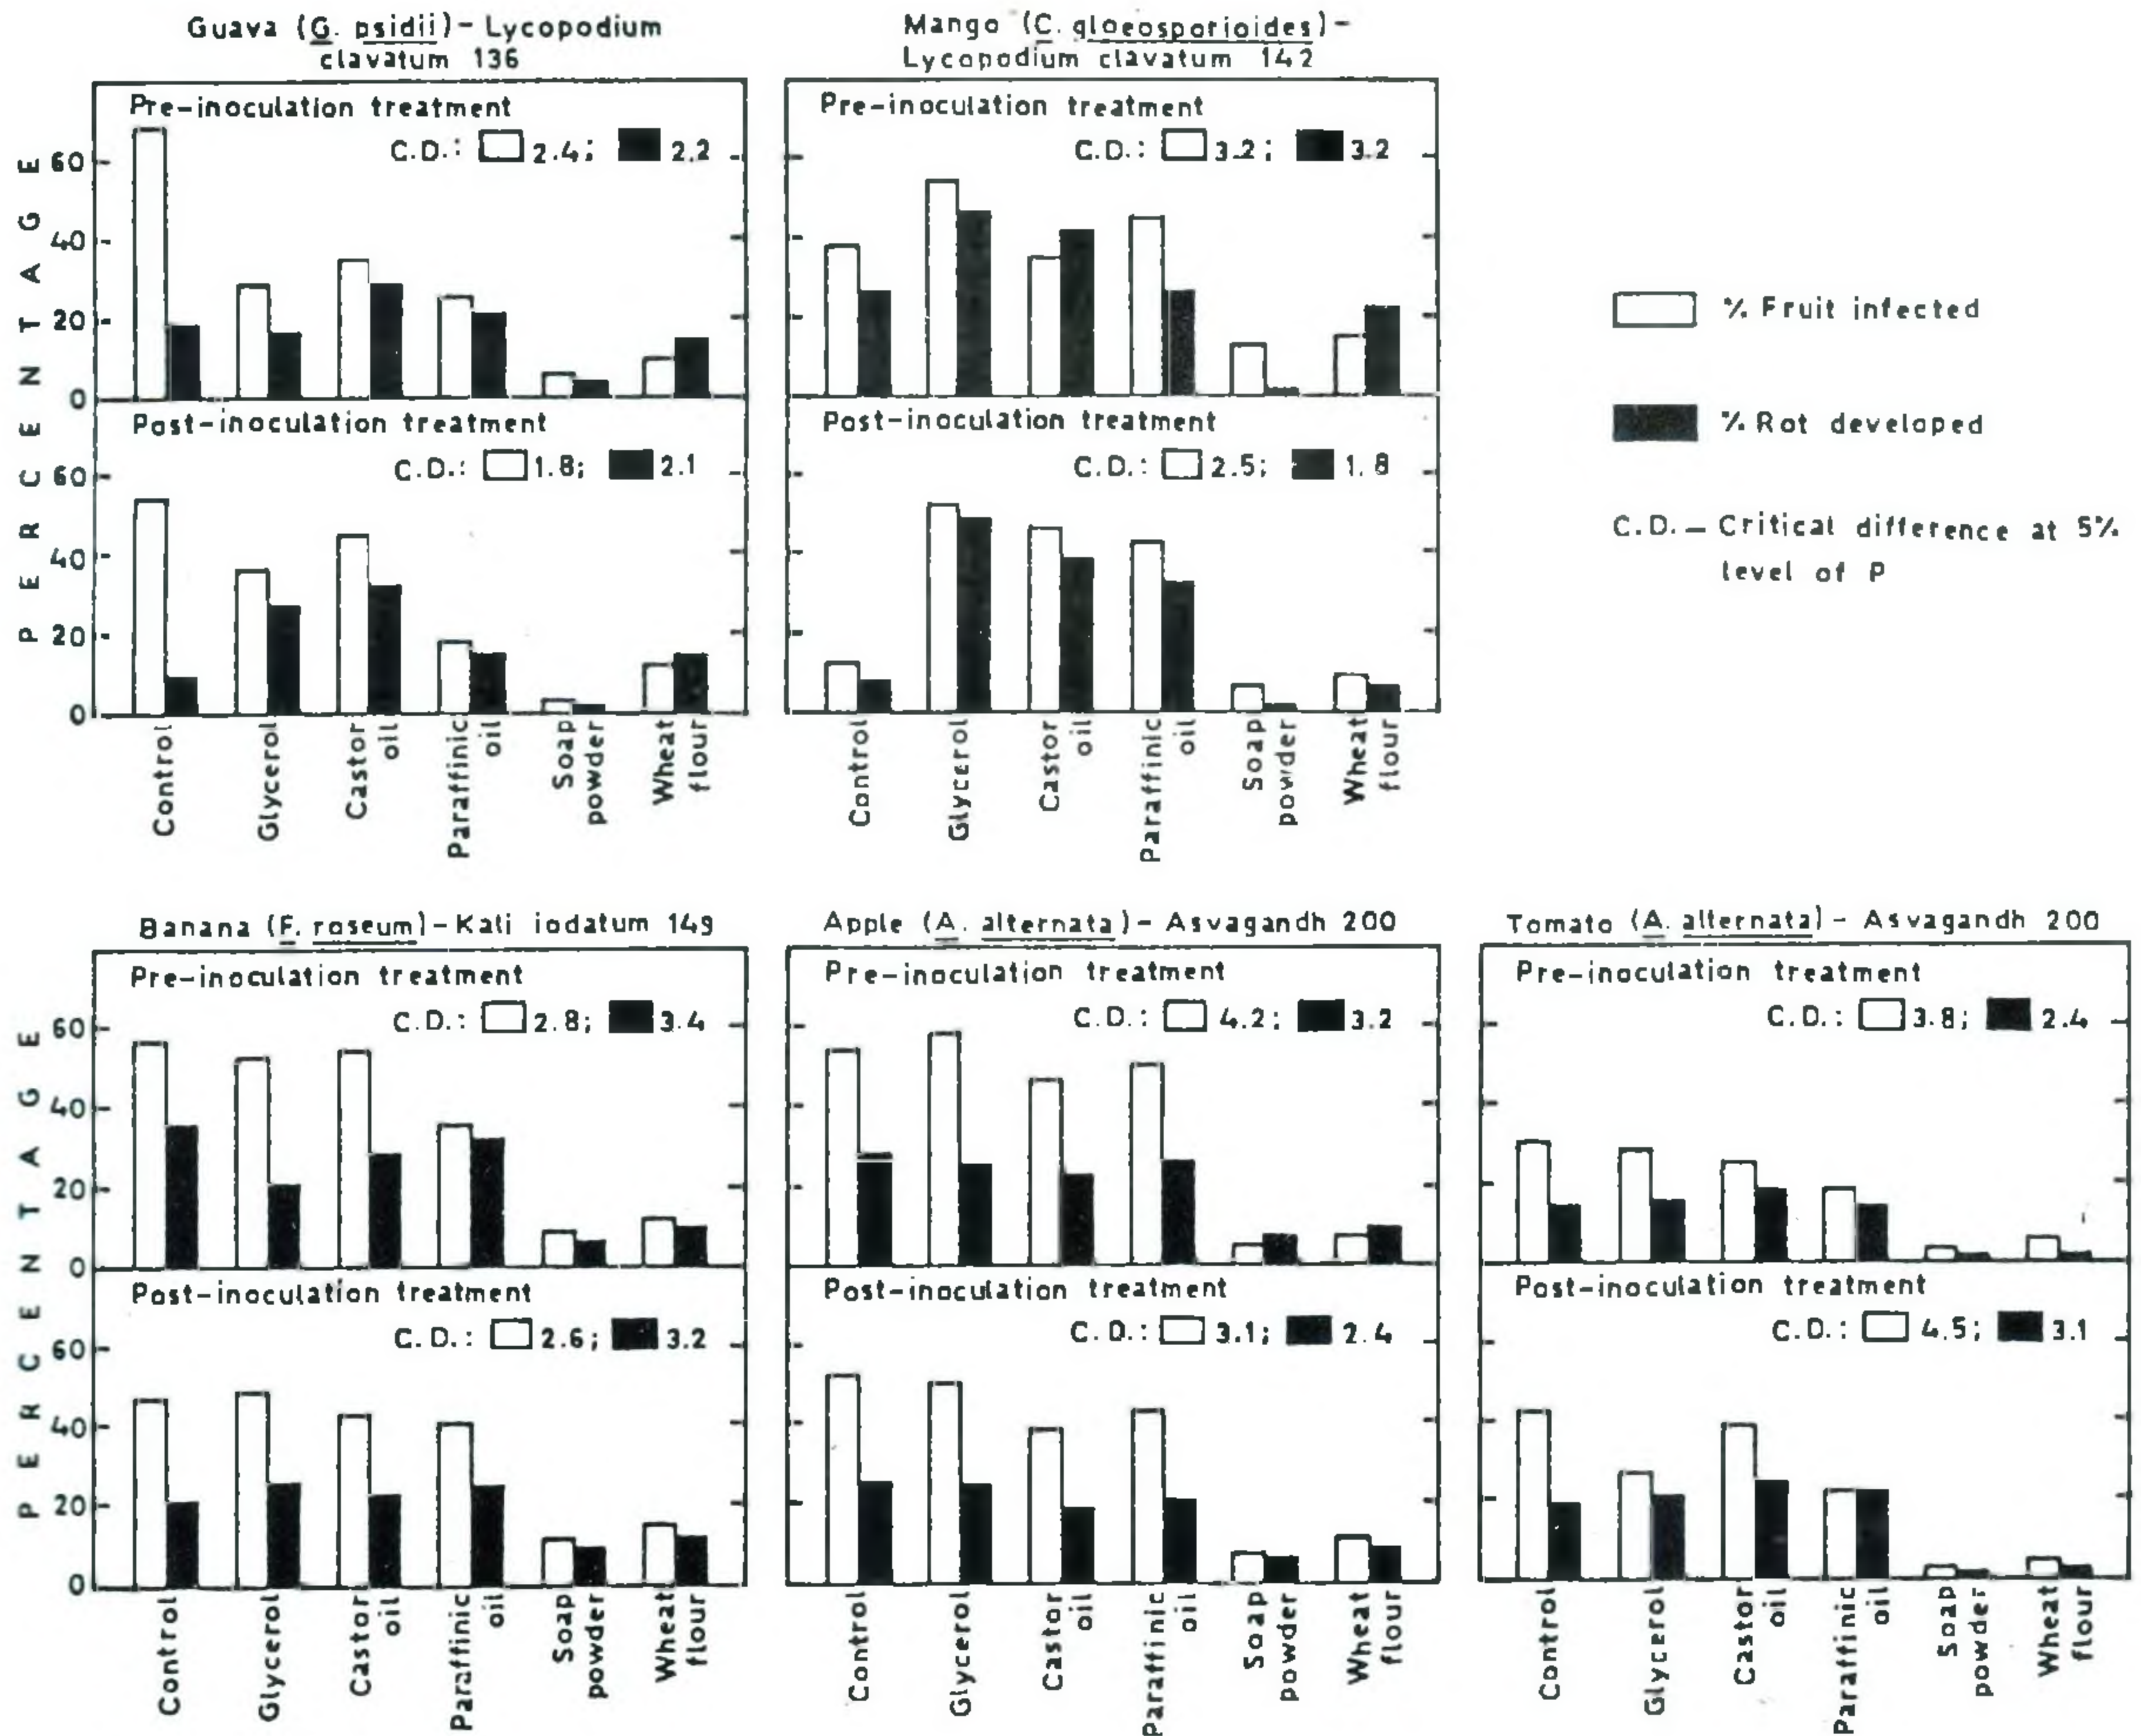 Guava (G. psidii) – Lycopodium
clavatum 136
Pre-inoculation treatment
C.D.: 2.4; 2.2
PERCENTAGE
60
40
20
0
Post-inoculation treatment
C.D.: 1.8; 2.1
60
40
20
0
Control
Glycerol
Castor oil
Paraffinic oil
Soap powder
Wheat flour
Mango (C. gloeosporioides) –
Lycopodium clavatum 142
Pre-inoculation treatment
C.D.: 3.2; 3.2
Post-inoculation treatment
C.D.: 2.5; 1.8
Control
Glycerol
Castor oil
Paraffinic oil
Soap powder
Wheat flour
% Fruit infected
% Rot developed
C.D. – Critical difference at 5%
level of P
Banana (F. roseum) – Kali iodatum 149
Pre-inoculation treatment
C.D.: 2.8; 3.4
PERCENTAGE
60
40
20
0
Post-inoculation treatment
C.D.: 2.6; 3.2
60
40
20
0
Control
Glycerol
Castor oil
Paraffinic oil
Soap powder
Wheat flour
Apple (A. alternata) – Asvagandh 200
Pre-inoculation treatment
C.D.: 4.2; 3.2
Post-inoculation treatment
C.D.: 3.1; 2.4
Control
Glycerol
Castor oil
Paraffinic oil
Soap powder
Wheat flour
Tomato (A. alternata) – Asvagandh 200
Pre-inoculation treatment
C.D.: 3.8; 2.4
Post-inoculation treatment
C.D.: 4.5; 3.1
Control
Glycerol
Castor oil
Paraffinic oil
Soap powder
Wheat flour